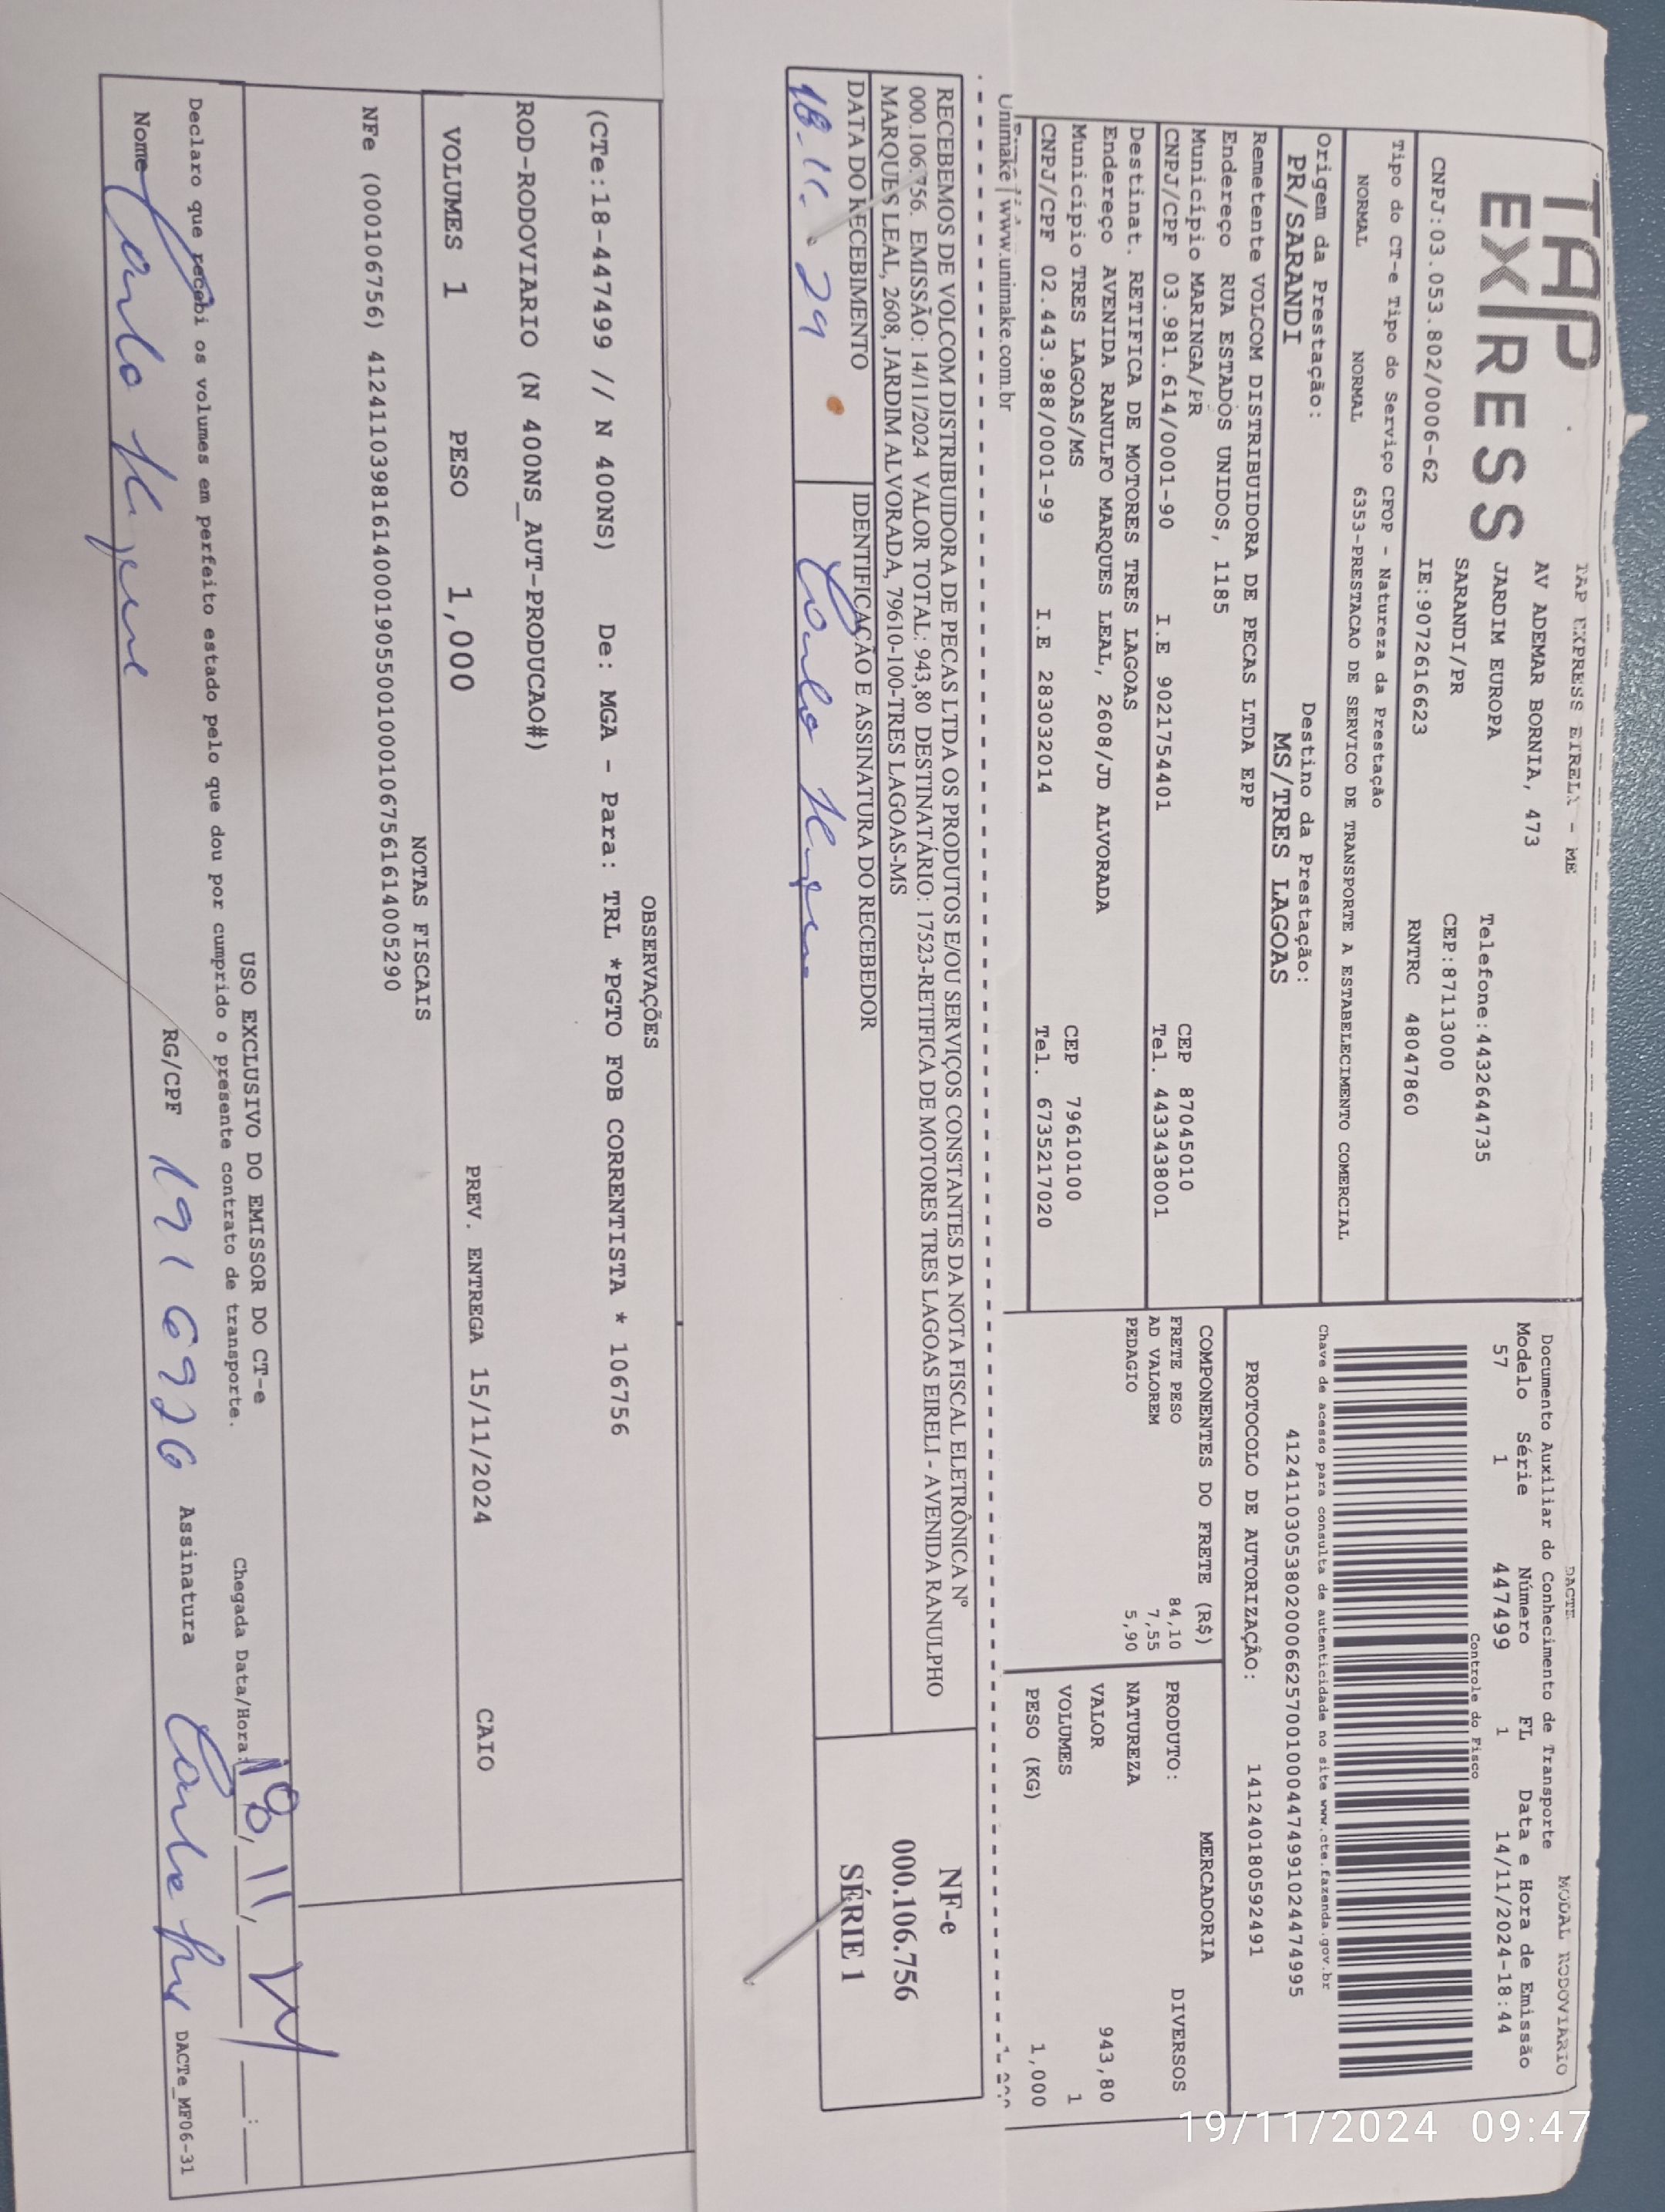 TAP
EXPRESS
TAP EXPRESS EIRELI - ME
AV ADEMAR BORNIA, 473
JARDIM EUROPA
Telefone:4432644735
SARANDI/PR
CEP:87113000
CNPJ:03.053.802/0006-62 IE:9072616623 RNTRC 48047860
DACTE
MODAL RODOVIARIO
Documento Auxiliar do Conhecimento de Transporte
Modelo Série Número FL Data e Hora de Emissão
57 1 447499 1 14/11/2024-18:44
Controle do Fisco
Chave de acesso para consulta de autenticidade no site www.cte.fazenda.gov.br
PROTOCOLO DE AUTORIZAÇÃO: 141240180592491
Tipo do CT-e Tipo do Serviço CFOP - Natureza da Prestação
NORMAL NORMAL 6353-PRESTACAO DE SERVICO DE TRANSPORTE A ESTABELECIMENTO COMERCIAL
Origem da Prestação: Destino da Prestação:
PR/SARANDI MS/TRES LAGOAS
Remetente VOLCOM DISTRIBUIDORA DE PECAS LTDA EPP
Endereço RUA ESTADOS UNIDOS, 1185
Município MARINGA/PR CEP 87045010
CNPJ/CPF 03.981.614/0001-90 I.E 9021754401 Tel. 44334438001
Destinat. RETIFICA DE MOTORES TRES LAGOAS
Endereço AVENIDA RANULFO MARQUES LEAL, 2608/JD ALVORADA
Município TRES LAGOAS/MS CEP 79610100
CNPJ/CPF 02.443.988/0001-99 I.E 283032014 Tel. 6735217020
COMPONENTES DO FRETE (R$)
FRETE PESO 84,10
AD VALOREM 7,55
PEDAGIO 5,90
MERCADORIA
PRODUTO: DIVERSOS
NATUREZA
VALOR 943,80
VOLUMES 1
PESO (KG) 1,000
Unimake | www.unimake.com.br
RECEBEMOS DE VOLCOM DISTRIBUIDORA DE PECAS LTDA OS PRODUTOS E/OU SERVIÇOS CONSTANTES DA NOTA FISCAL ELETRÔNICA Nº
000.106.756. EMISSÃO: 14/11/2024 VALOR TOTAL: 943,80 DESTINATÁRIO: 17523-RETIFICA DE MOTORES TRES LAGOAS EIRELI - AVENIDA RANULPHO
MARQUES LEAL, 2608, JARDIM ALVORADA, 79610-100-TRES LAGOAS-MS
DATA DO RECEBIMENTO IDENTIFICAÇÃO E ASSINATURA DO RECEBEDOR
18.11.24
NF-e
000.106.756
SÉRIE 1
OBSERVAÇÕES
(CTe:18-447499 // N 400NS) De: MGA - Para: TRL *PGTO FOB CORRENTISTA * 106756
ROD-RODOVIARIO (N 400NS_AUT-PRODUCAO#)
VOLUMES 1 PESO 1,000 PREV. ENTREGA 15/11/2024 CAIO
NOTAS FISCAIS
NFe (000106756) 41241103981614000190550010001067561614005290
USO EXCLUSIVO DO EMISSOR DO CT-e
Declaro que recebi os volumes em perfeito estado pelo que dou por cumprido o presente contrato de transporte.
Chegada Data/Hora: 18/11/24
Nome RG/CPF 1916926 Assinatura DACTe_MF06-31
19/11/2024 09:47